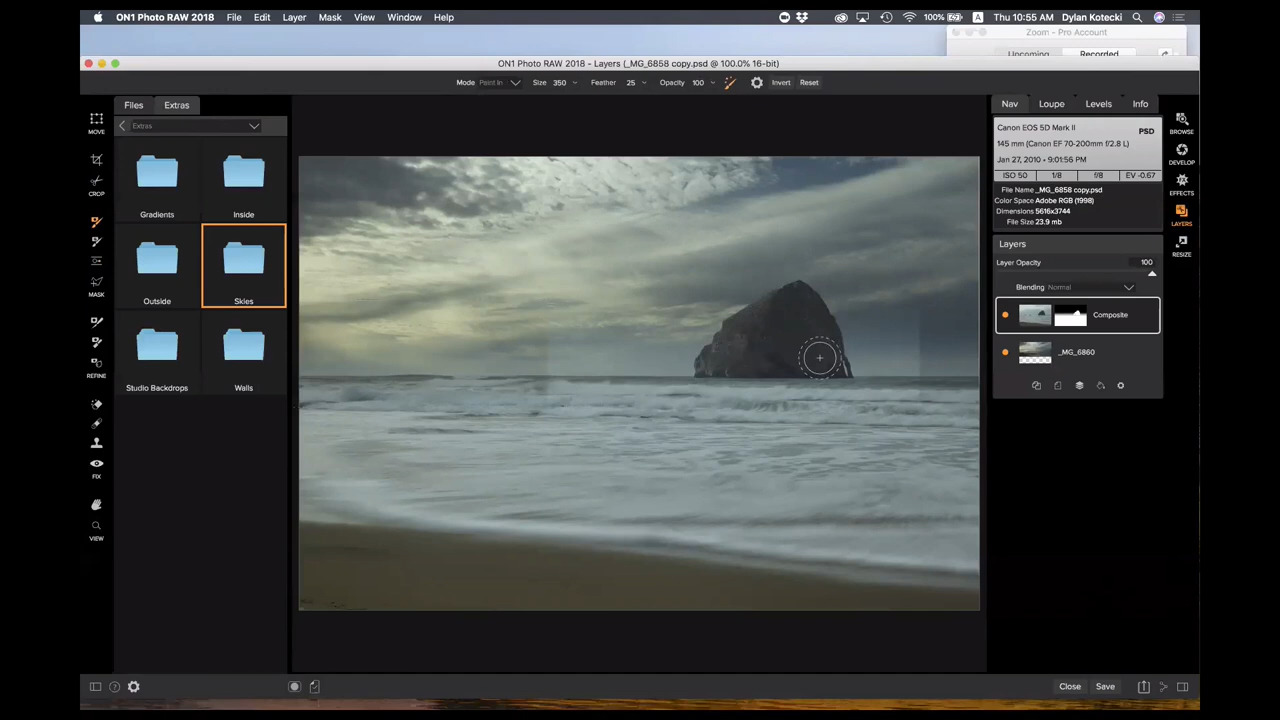 ON1 Photo RAW 2018 File Edit Layer Mask View Window Help 100% A Thu 10:55 AM Dylan Kotecki
Zoom - Pro Account
Upcoming Recorded
ON1 Photo RAW 2018 - Layers (_MG_6858 copy.psd @ 100.0% 16-bit)
Mode Paint In Size 350 Feather 25 Opacity 100 Invert Reset
MOVE
CROP
MASK
REFINE
FIX
VIEW
Files Extras
Extras
Gradients Inside
Outside Skies
Studio Backdrops Walls
Nav Loupe Levels Info
Canon EOS 5D Mark II PSD
145 mm (Canon EF 70-200mm f/2.8 L)
Jan 27, 2010 • 9:01:56 PM
ISO 50 1/8 f/8 EV -0.67
File Name _MG_6858 copy.psd
Color Space Adobe RGB (1998)
Dimensions 5616x3744
File Size 23.9 mb
Layers
Layer Opacity 100
Blending Normal
Composite
_MG_6860
BROWSE
DEVELOP
EFFECTS
LAYERS
RESIZE
? Close Save